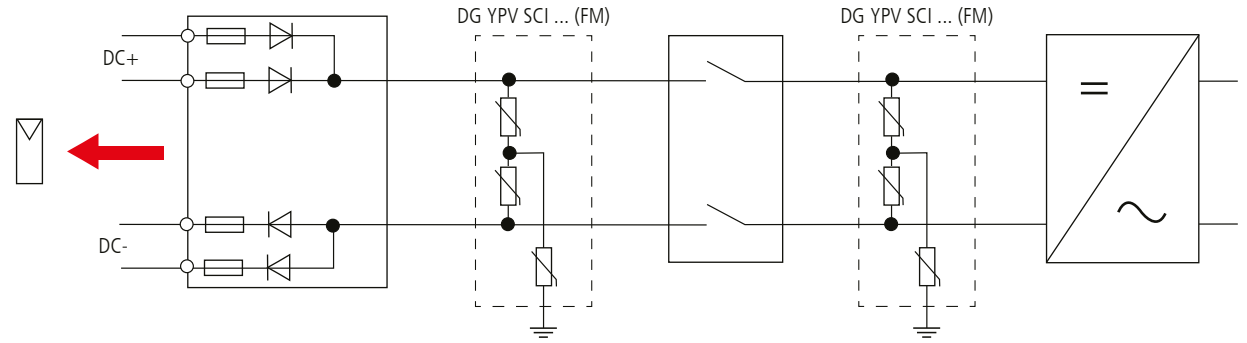 DG YPV SCI ... (FM)
DG YPV SCI ... (FM)
DC+
DC-